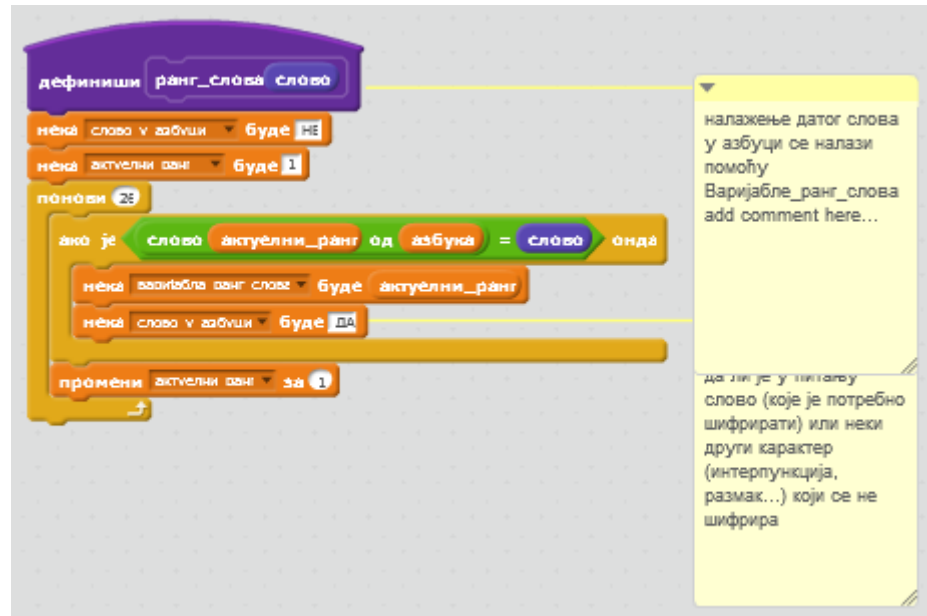 дефиниши ранг_слова слово
нека слово у азбуци буде НЕ
нека актуелни ранг буде 1
понови 26
ако је слово актуелни_ранг од азбука = слово онда
нека варијабла ранг слова буде актуелни_ранг
нека слово у азбуци буде ДА
промени актуелни ранг за 1
налажење датог слова
у азбуци се налази
помоћу
Варијабле_ранг_слова
add comment here...
да ли је у питању
слово (које је потребно
шифрирати) или неки
други карактер
(интерпункција,
размак...) који се не
шифрира